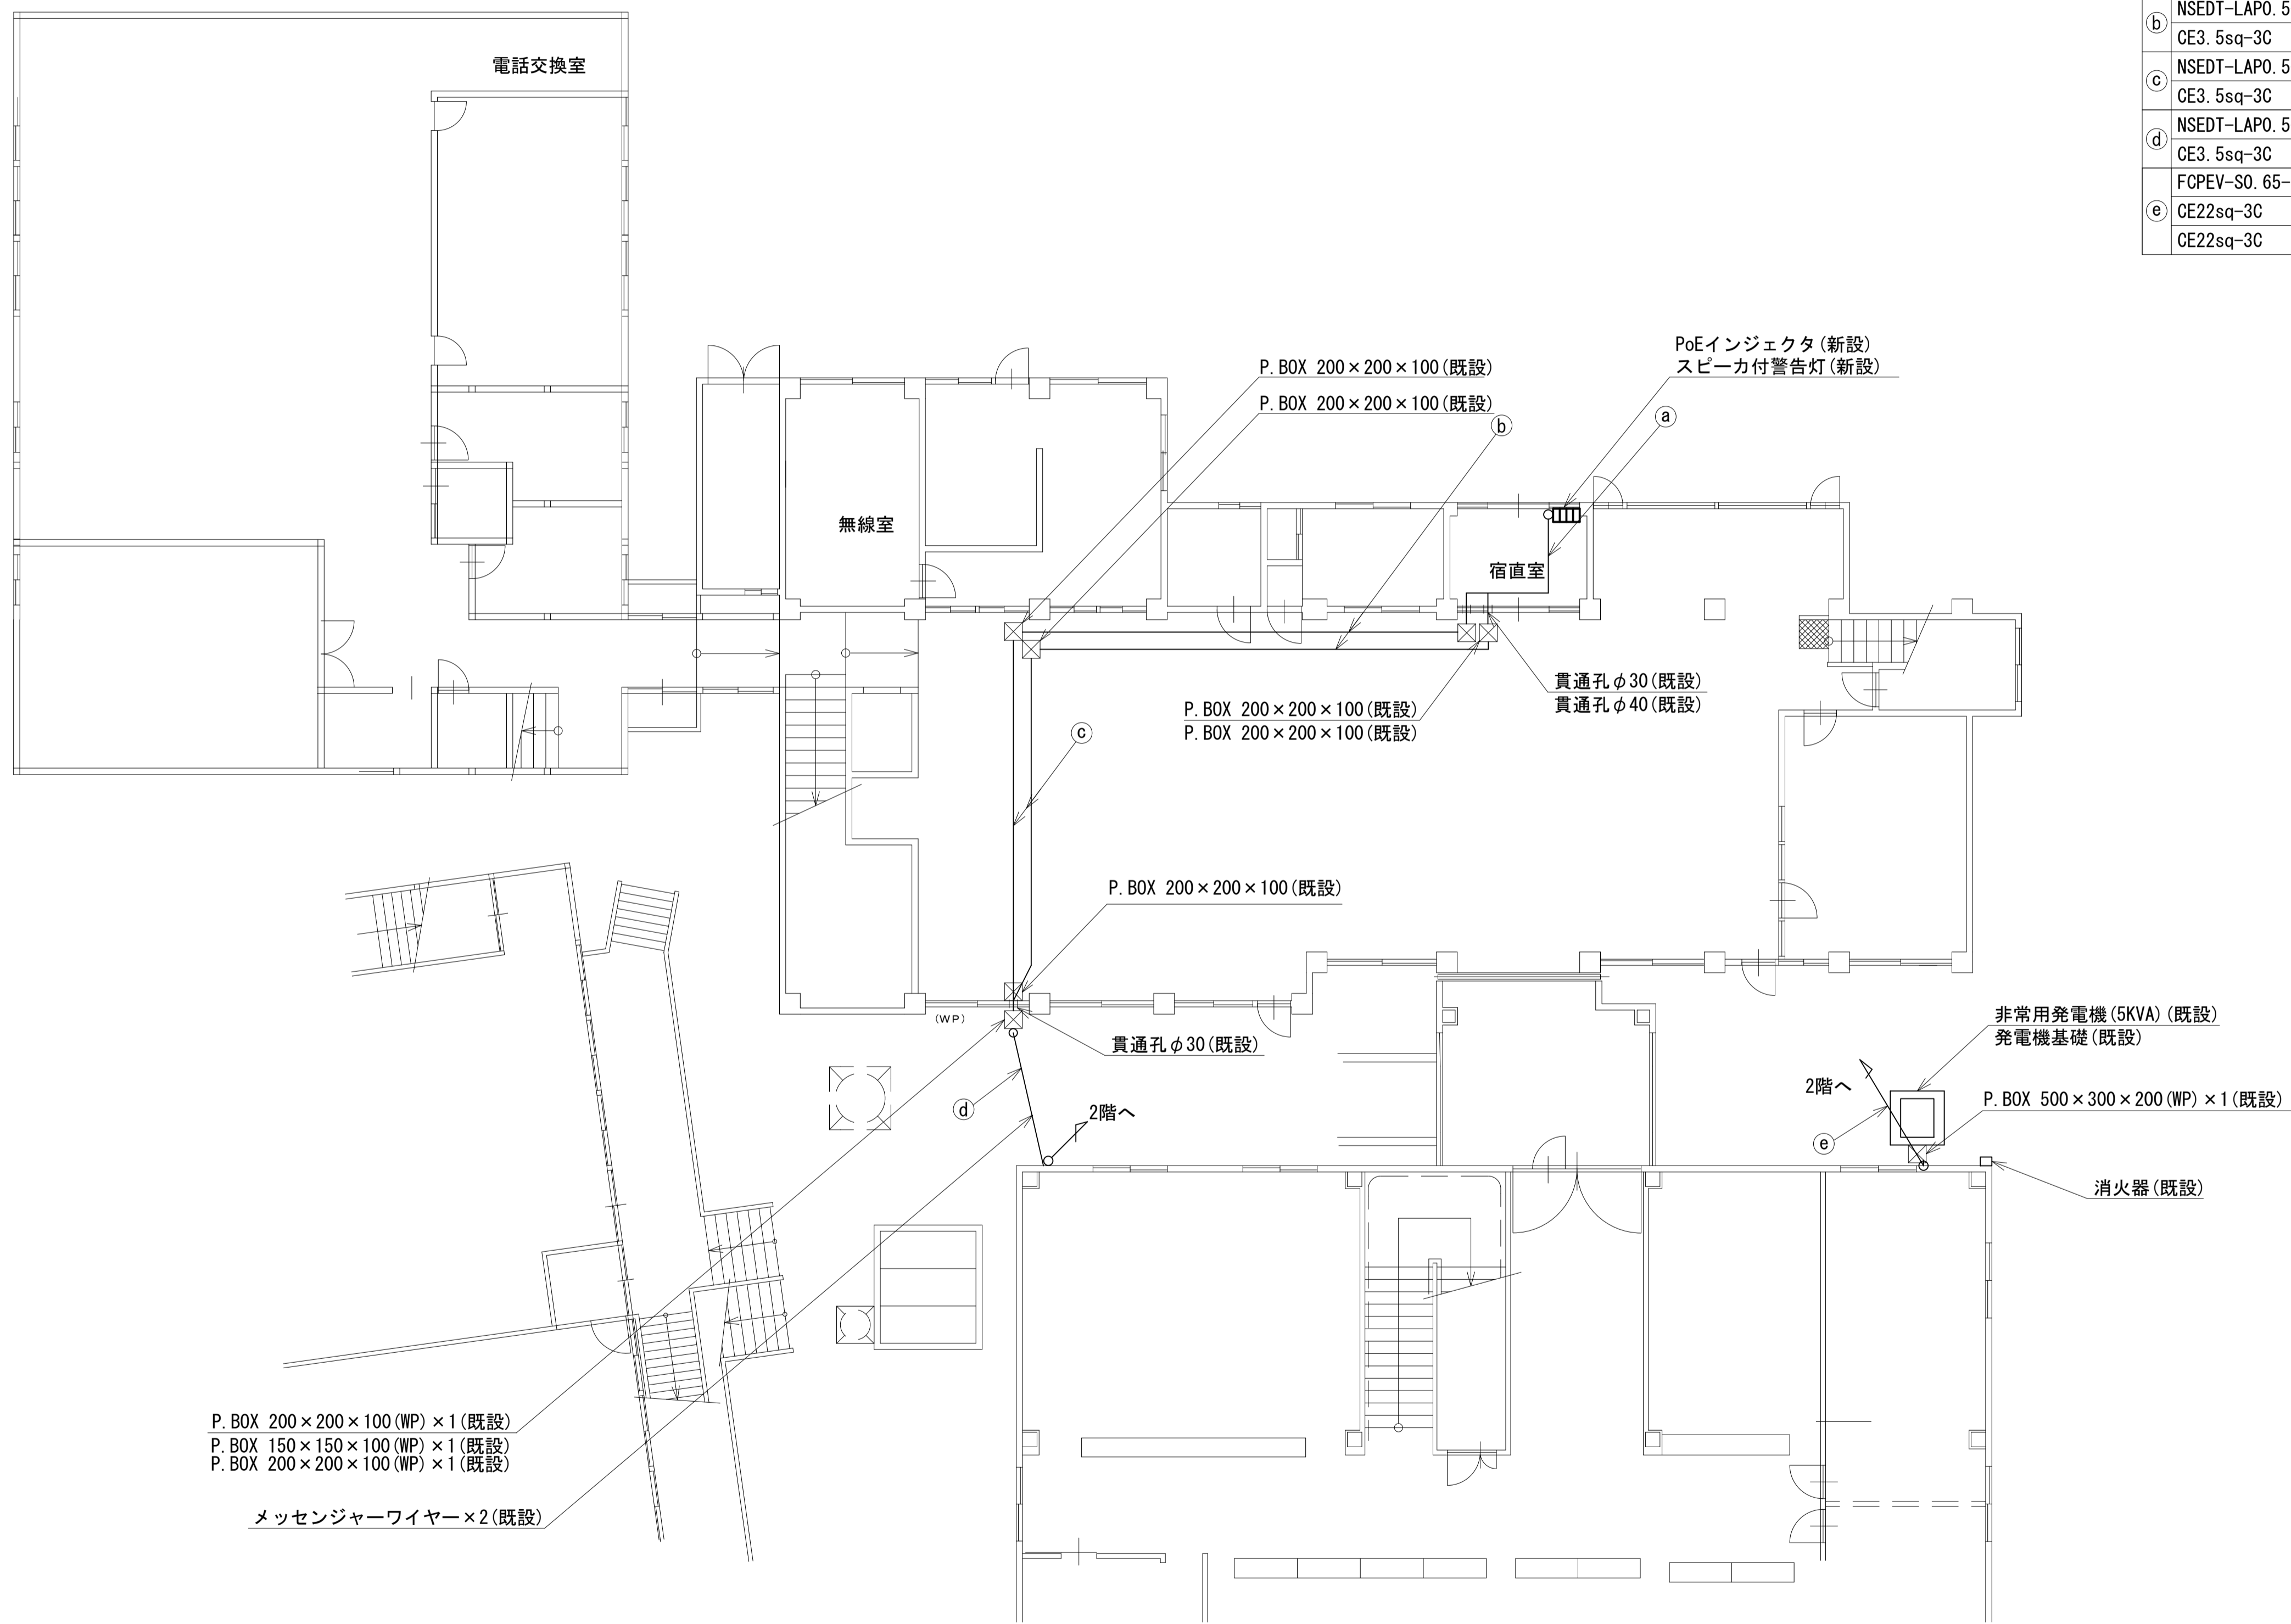 電話交換室
ⓑ
NSEDT-LAP0.5
CE3.5sq-3C
ⓒ
NSEDT-LAP0.5
CE3.5sq-3C
ⓓ
NSEDT-LAP0.5
CE3.5sq-3C
ⓔ
FCPEV-S0.65-
CE22sq-3C
CE22sq-3C
PoEインジェクタ(新設)
スピーカ付警告灯(新設)
P.BOX 200×200×100(既設)
P.BOX 200×200×100(既設)
ⓐ
ⓑ
無線室
宿直室
貫通孔φ30(既設)
貫通孔φ40(既設)
P.BOX 200×200×100(既設)
P.BOX 200×200×100(既設)
ⓒ
P.BOX 200×200×100(既設)
(WP)
貫通孔φ30(既設)
非常用発電機(5KVA)(既設)
発電機基礎(既設)
2階へ
P.BOX 500×300×200(WP)×1(既設)
ⓓ
2階へ
ⓔ
消火器(既設)
P.BOX 200×200×100(WP)×1(既設)
P.BOX 150×150×100(WP)×1(既設)
P.BOX 200×200×100(WP)×1(既設)
メッセンジャーワイヤー×2(既設)